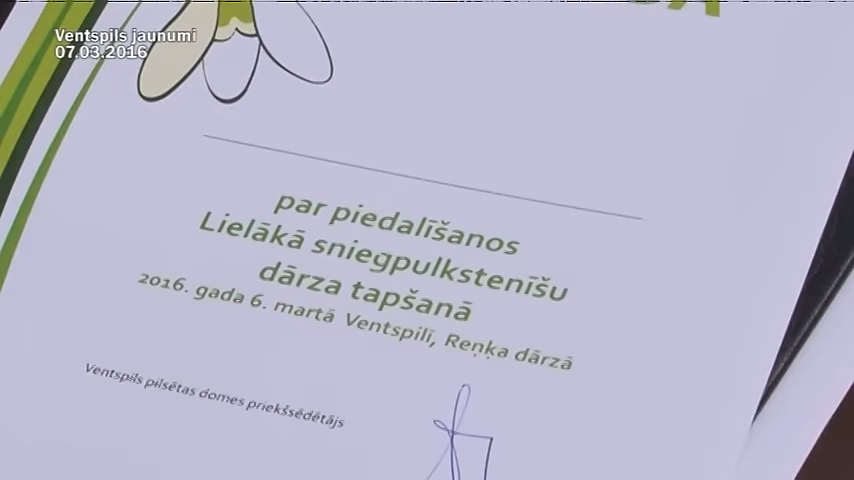 Ventspils jaunumi
07.03.2016
par piedalīšanos
Lielākā sniegpulkstenīšu
dārza tapšanā
2016. gada 6. martā Ventspilī, Reņķa dārzā
Ventspils pilsētas domes priekšsēdētājs